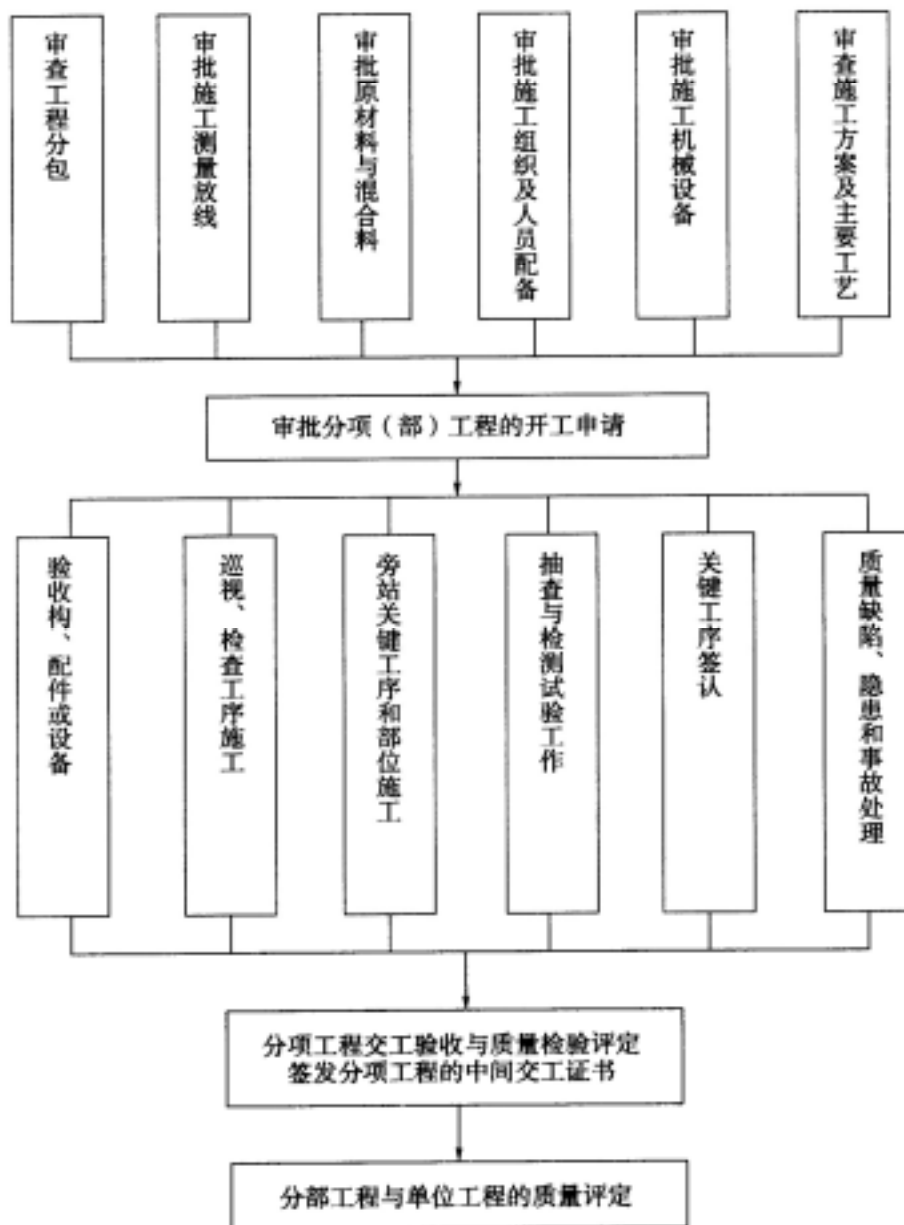 审查工程分包
审批施工测量放线
审批原材料与混合料
审批施工组织及人员配备
审批施工机械设备
审查施工方案及主要工艺
审批分项（部）工程的开工申请
验收构、配件或设备
巡视、检查工序施工
旁站关键工序和部位施工
抽查与检测试验工作
关键工序签认
质量缺陷、隐患和事故处理
分项工程交工验收与质量检验评定
签发分项工程的中间交工证书
分部工程与单位工程的质量评定